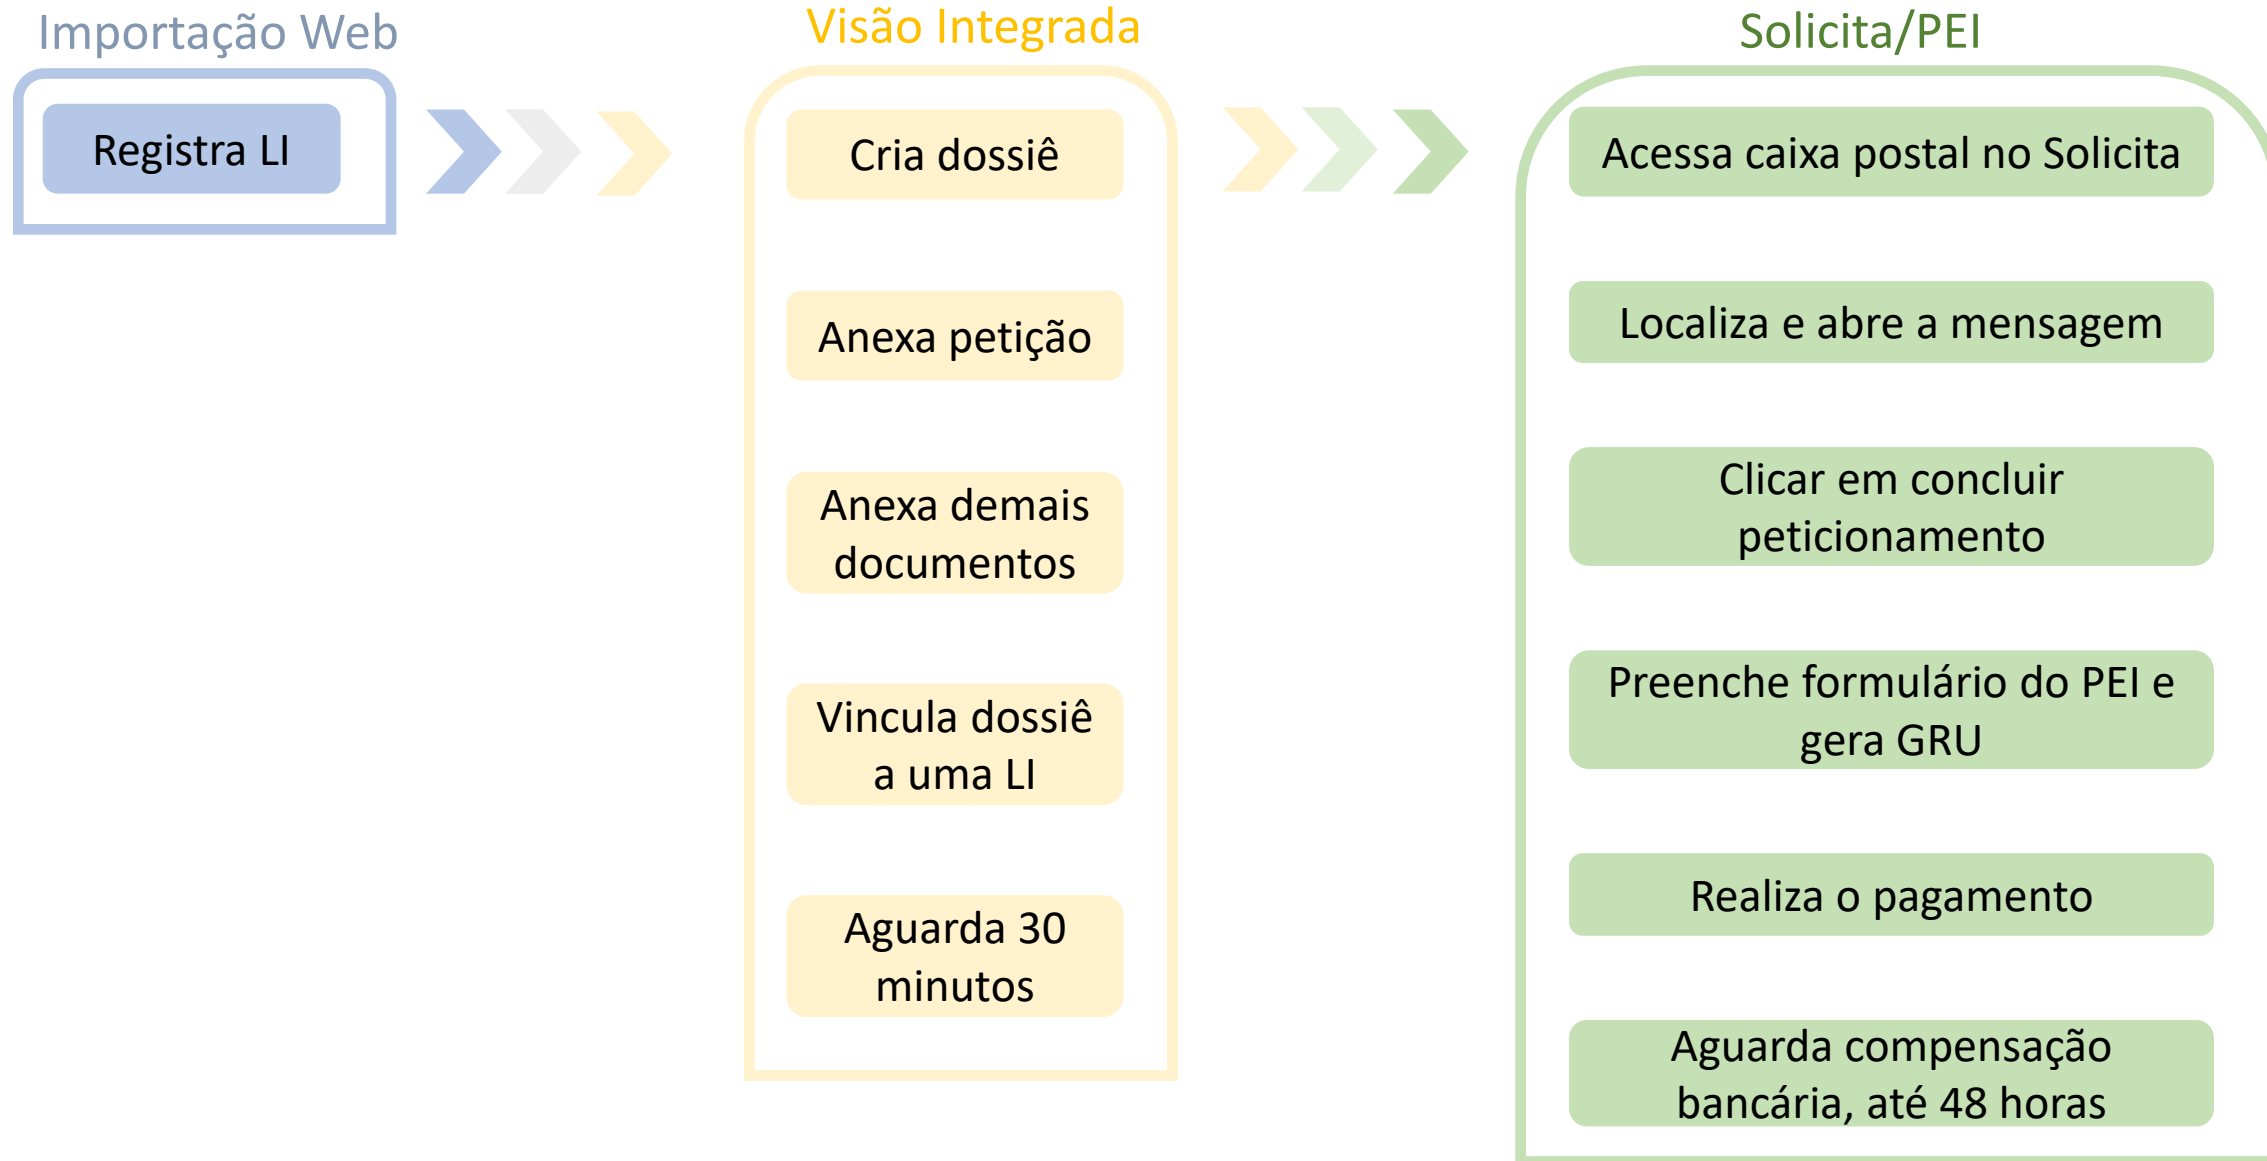 Importação Web
Registra LI
Visão Integrada
Cria dossiê
Anexa petição
Anexa demais
documentos
Vincula dossiê
a uma LI
Aguarda 30
minutos
Solicita/PEI
Acessa caixa postal no Solicita
Localiza e abre a mensagem
Clicar em concluir
peticionamento
Preenche formulário do PEI e
gera GRU
Realiza o pagamento
Aguarda compensação
bancária, até 48 horas